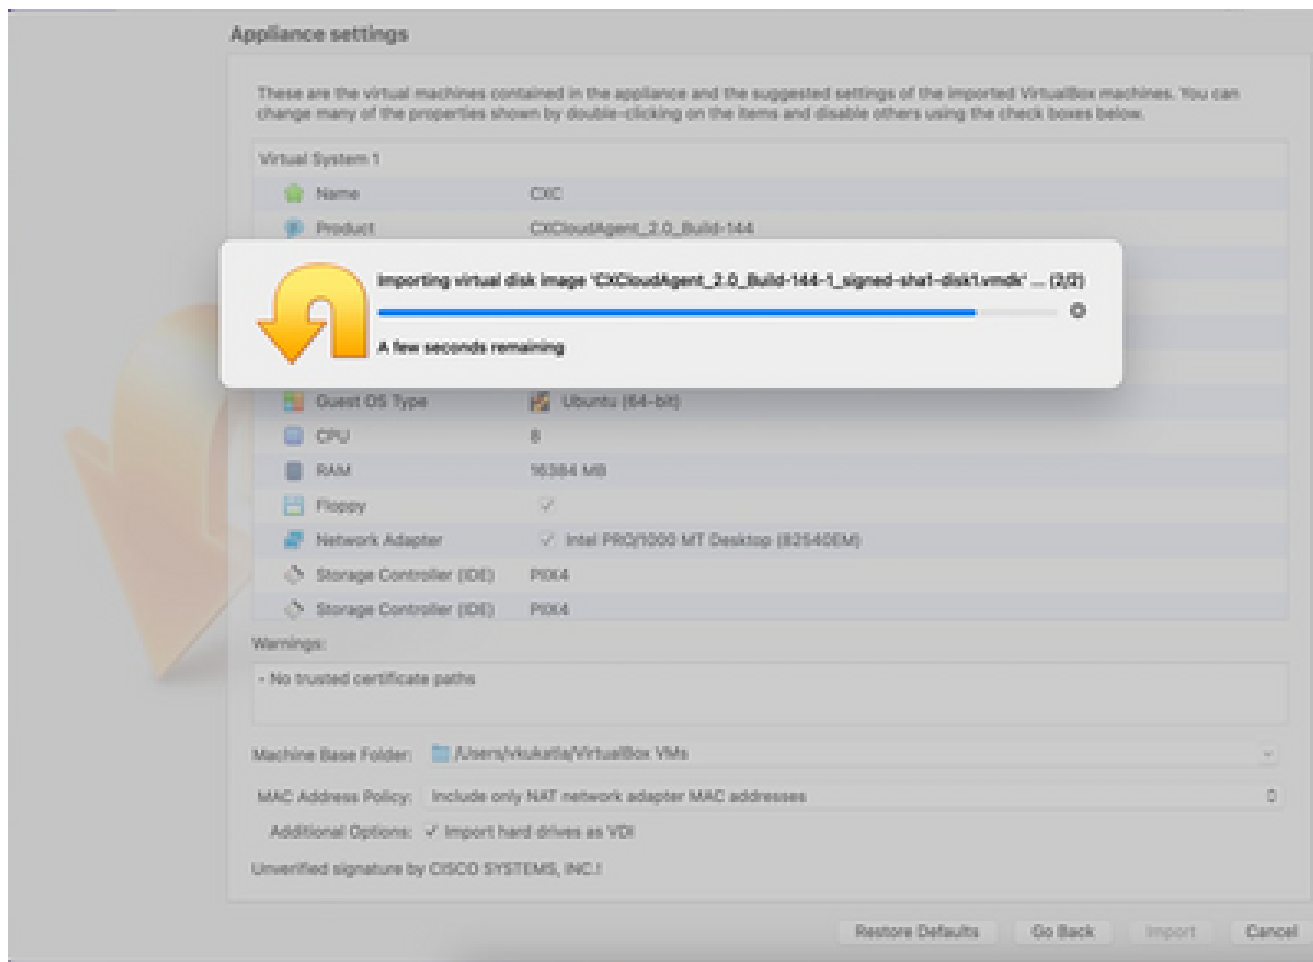 Appliance settings
These are the virtual machines contained in the appliance and the suggested settings of the imported VirtualBox machines. You can
change many of the properties shown by double-clicking on the items and disable others using the check boxes below.
Virtual System 1
Name CXC
Product CXCloudAgent_2.0_Build-144
Importing virtual disk image 'CXCloudAgent_2.0_Build-144-1_signed-sha1-disk1.vmdk' ... (2/2)
A few seconds remaining
Guest OS Type Ubuntu (64-bit)
CPU 8
RAM 16384 MB
Floppy
Network Adapter Intel PRO/1000 MT Desktop (82540EM)
Storage Controller (IDE) PIIX4
Storage Controller (IDE) PIIX4
Warnings:
- No trusted certificate paths
Machine Base Folder: /Users/vkukatla/VirtualBox VMs
MAC Address Policy: Include only NAT network adapter MAC addresses
Additional Options: Import hard drives as VDI
Unverified signature by CISCO SYSTEMS, INC.!
Restore Defaults Go Back Import Cancel